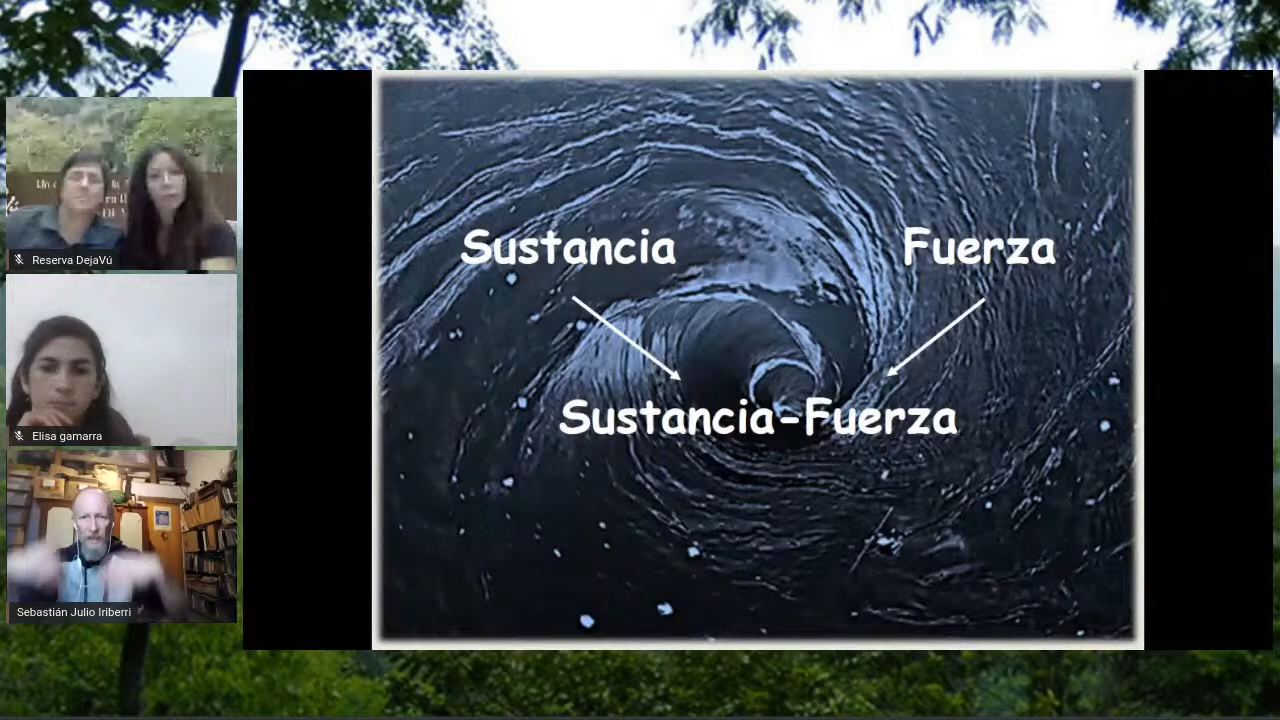 Reserva DejaVú
Elisa gamarra
Sebastián Julio Iriberri
Sustancia
Fuerza
Sustancia-Fuerza